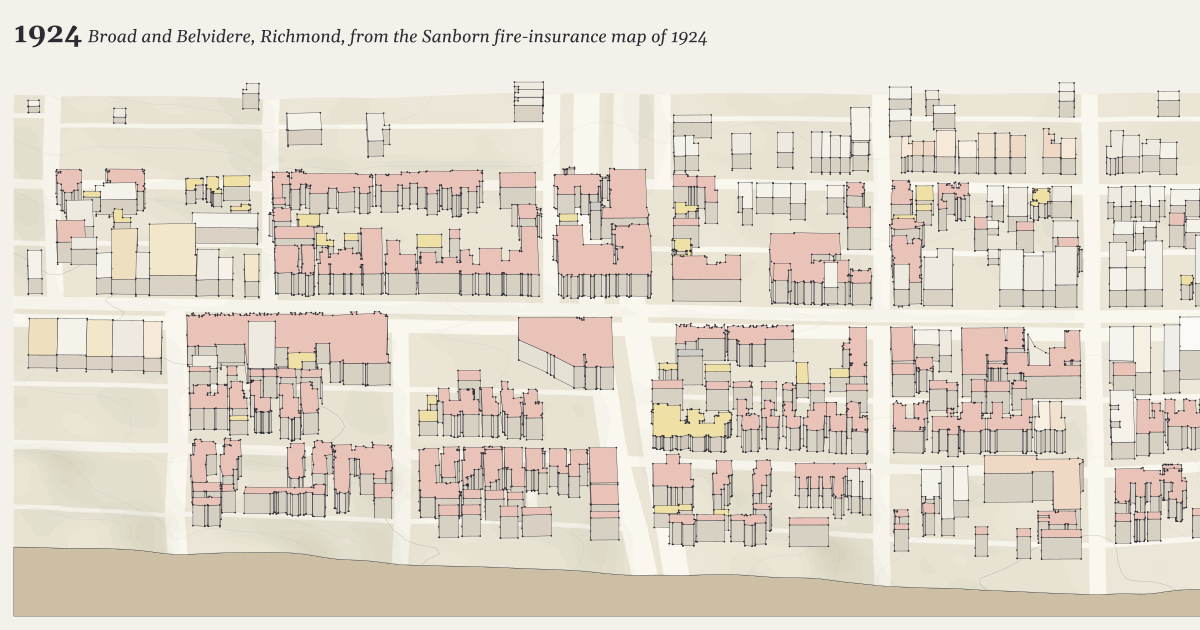 1924 Broad and Belvidere, Richmond, from the Sanborn fire-insurance map of 1924